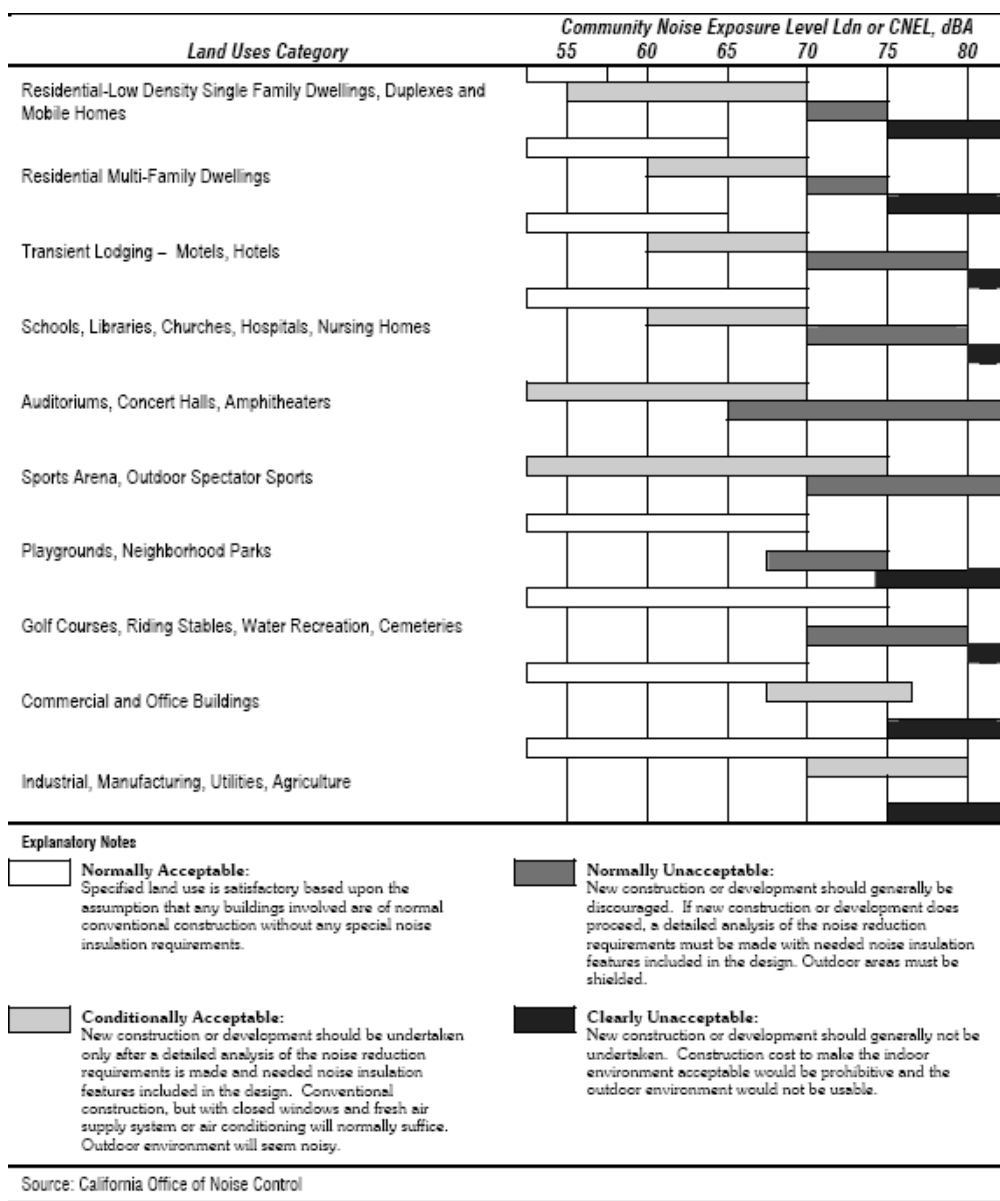 Community Noise Exposure Level Ldn or CNEL, dBA
Land Uses Category
55 60 65 70 75 80
Residential-Low Density Single Family Dwellings, Duplexes and
Mobile Homes
Residential Multi-Family Dwellings
Transient Lodging – Motels, Hotels
Schools, Libraries, Churches, Hospitals, Nursing Homes
Auditoriums, Concert Halls, Amphitheaters
Sports Arena, Outdoor Spectator Sports
Playgrounds, Neighborhood Parks
Golf Courses, Riding Stables, Water Recreation, Cemeteries
Commercial and Office Buildings
Industrial, Manufacturing, Utilities, Agriculture
Explanatory Notes
Normally Acceptable:
Specified land use is satisfactory based upon the
assumption that any buildings involved are of normal
conventional construction without any special noise
insulation requirements.
Normally Unacceptable:
New construction or development should generally be
discouraged. If new construction or development does
proceed, a detailed analysis of the noise reduction
requirements must be made with needed noise insulation
features included in the design. Outdoor areas must be
shielded.
Conditionally Acceptable:
New construction or development should be undertaken
only after a detailed analysis of the noise reduction
requirements is made and needed noise insulation
features included in the design. Conventional
construction, but with closed windows and fresh air
supply system or air conditioning will normally suffice.
Outdoor environment will seem noisy.
Clearly Unacceptable:
New construction or development should generally not be
undertaken. Construction cost to make the indoor
environment acceptable would be prohibitive and the
outdoor environment would not be usable.
Source: California Office of Noise Control